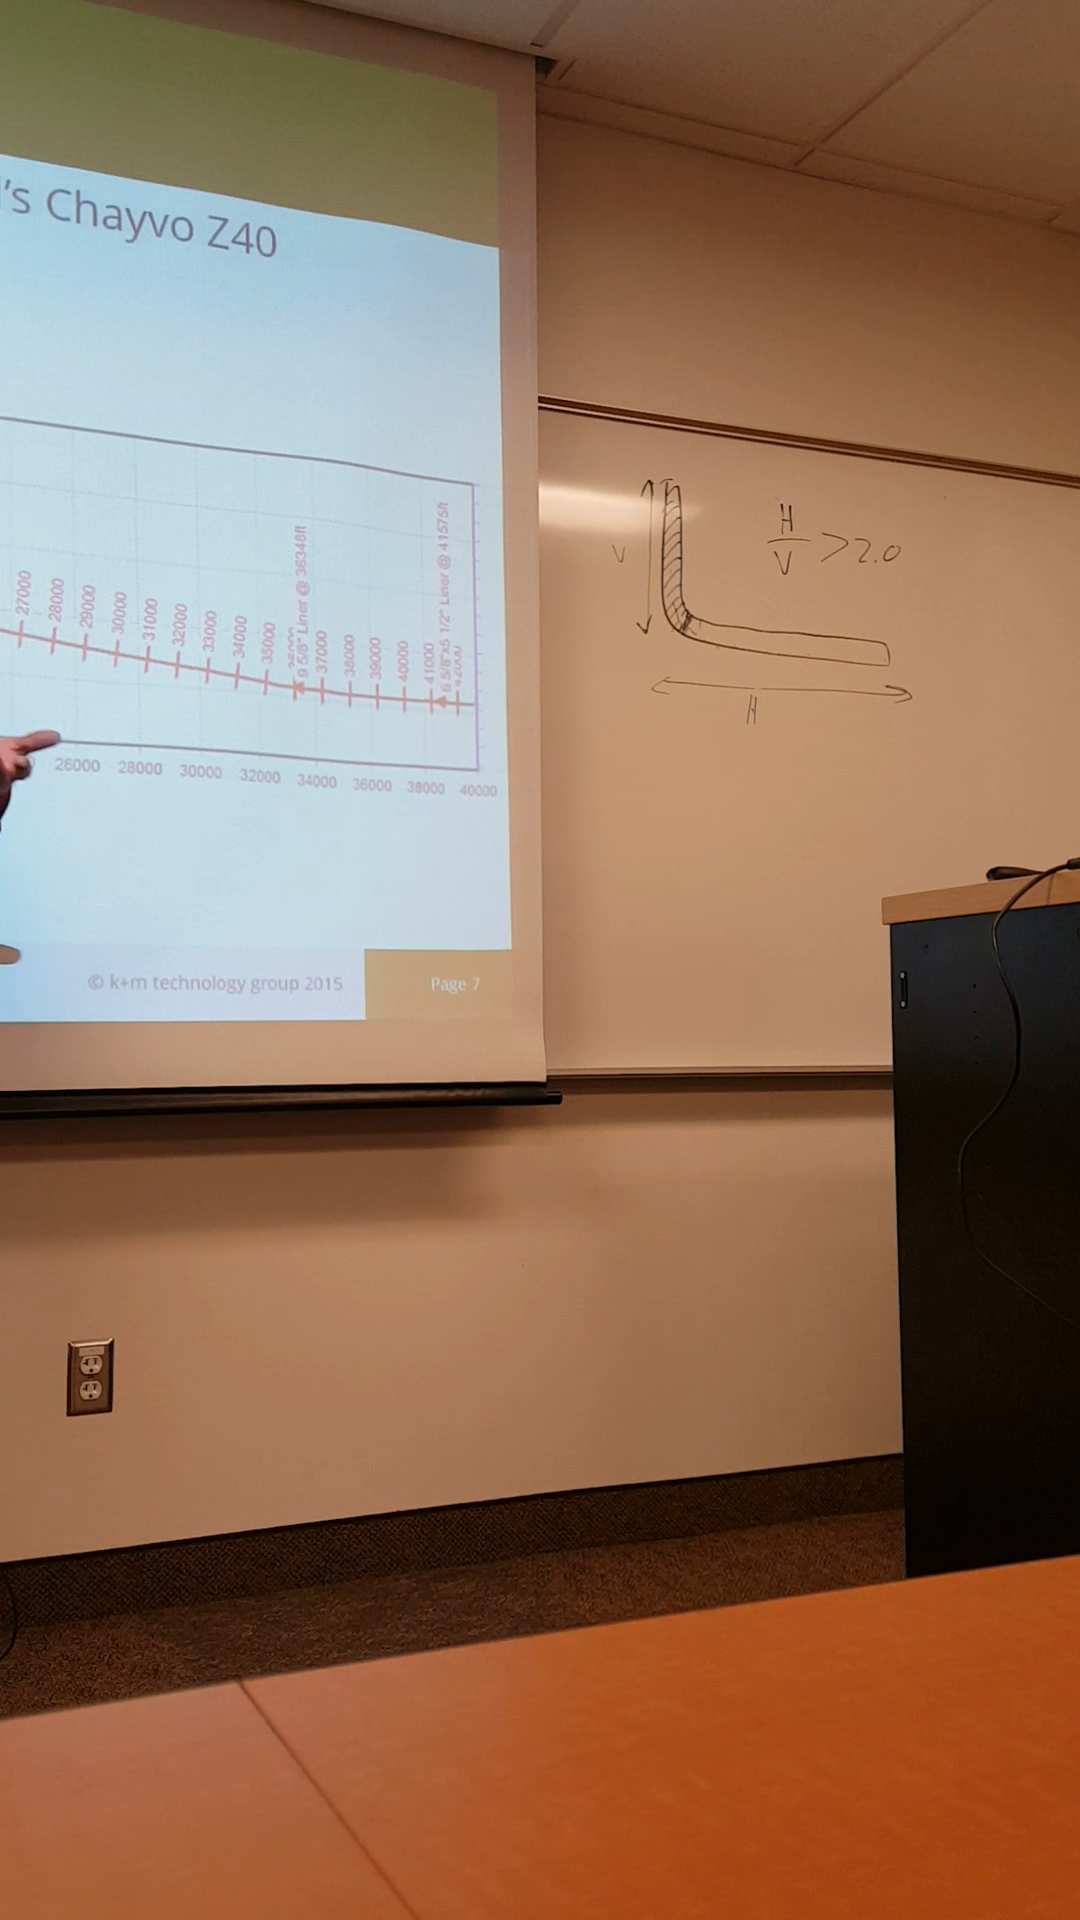 's Chayvo Z40
27000
28000
29000
30000
31000
32000
33000
34000
35000
9 5/8" Liner @ 36348ft
37000
38000
39000
40000
41000
6 5/8"x5 1/2" Liner @ 41575ft
26000 28000 30000 32000 34000 36000 38000 40000
© k+m technology group 2015
Page 7
V
H
V
>2.0
H